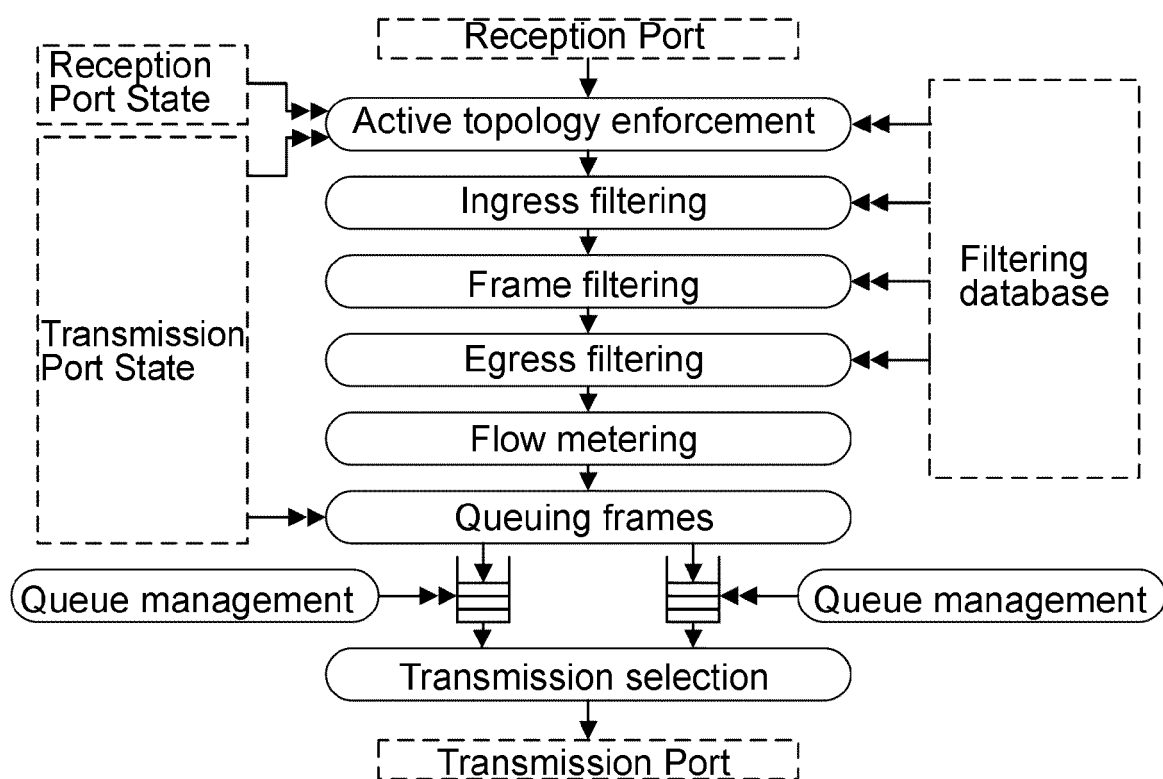 Reception Port
Reception
Port State
Active topology enforcement
Ingress filtering
Frame filtering
Filtering
database
Transmission
Port State
Egress filtering
Flow metering
Queuing frames
Queue management
Queue management
Transmission selection
Transmission Port